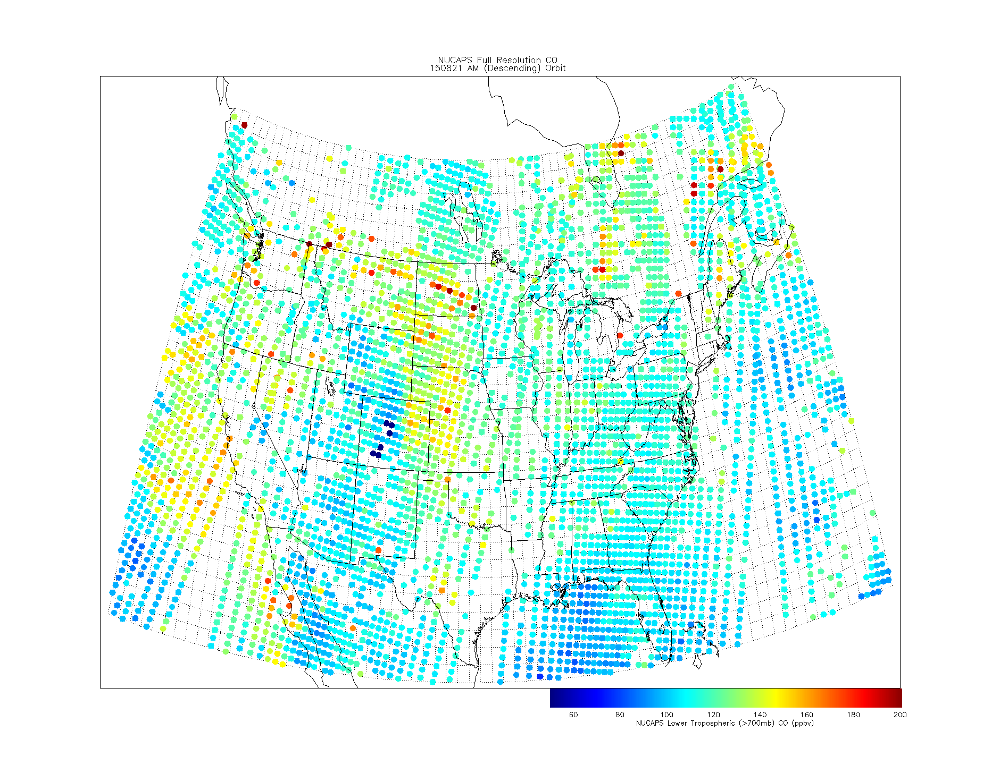 NUCAPS Full Resolution CO
150821 AM (Descending) Orbit
60 80 100 120 140 160 180 200
NUCAPS Lower Tropospheric (>700mb) CO (ppbv)